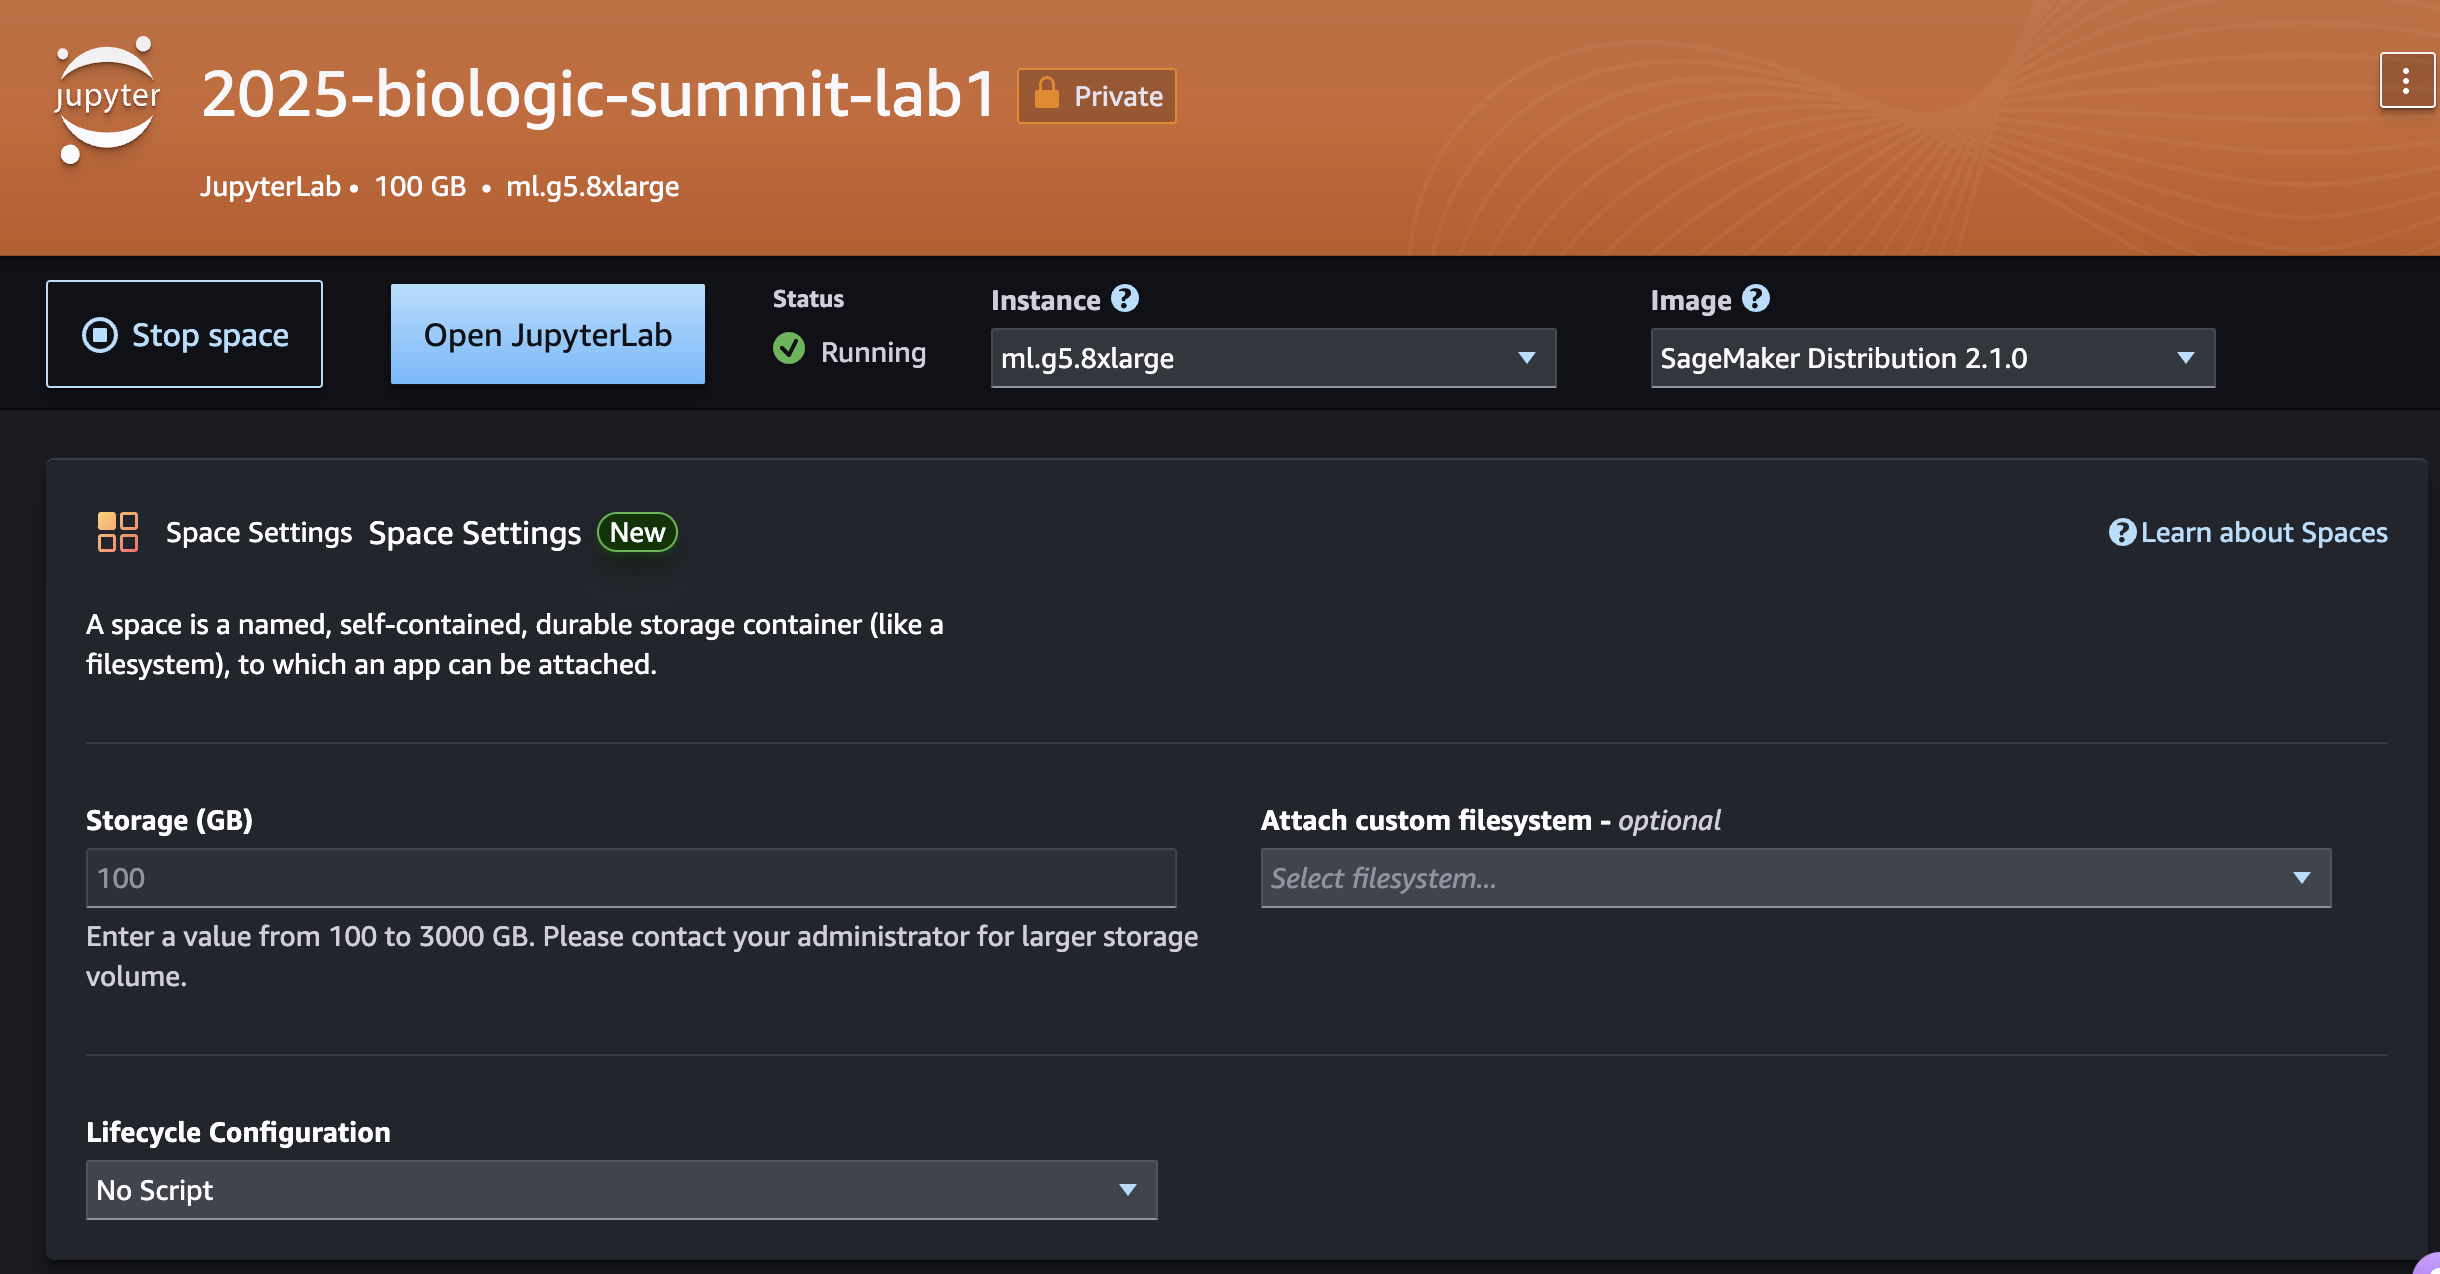 jupyter
2025-biologic-summit-lab1 Private
JupyterLab • 100 GB • ml.g5.8xlarge
Stop space
Open JupyterLab
Status
Running
Instance ?
ml.g5.8xlarge
Image ?
SageMaker Distribution 2.1.0
Space Settings Space Settings New
? Learn about Spaces
A space is a named, self-contained, durable storage container (like a
filesystem), to which an app can be attached.
Storage (GB)
100
Enter a value from 100 to 3000 GB. Please contact your administrator for larger storage
volume.
Attach custom filesystem - optional
Select filesystem...
Lifecycle Configuration
No Script